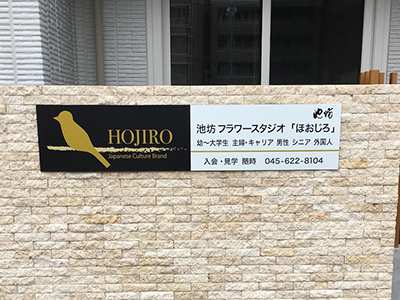 HOJIRO
Japanese Culture Brand
池坊
池坊 フラワースタジオ「ほおじろ」
幼～大学生 主婦・キャリア 男性 シニア 外国人
入会・見学 随時 045-622-8104